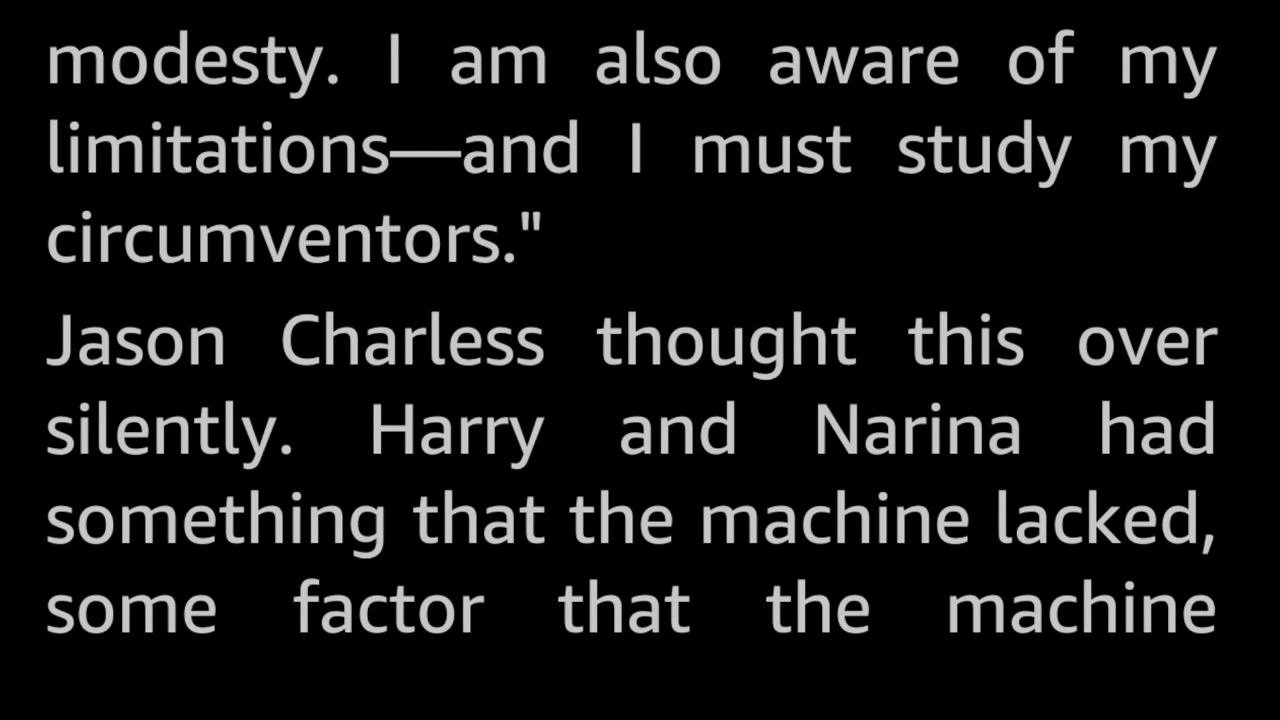 modesty. I am also aware of my
limitations—and I must study my
circumventors."
Jason Charless thought this over
silently. Harry and Narina had
something that the machine lacked,
some factor that the machine